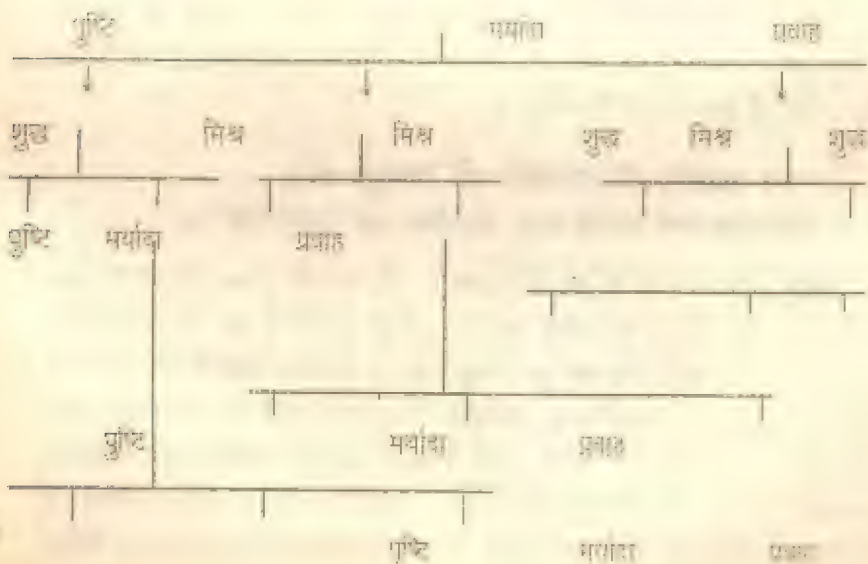 पुष्टि मर्यादा प्रवाह
शुद्ध मिश्र मिश्र शुद्ध मिश्र शुद्ध
पुष्टि मर्यादा प्रवाह
पुष्टि मर्यादा प्रवाह
पुष्टि मर्यादा प्रवाह